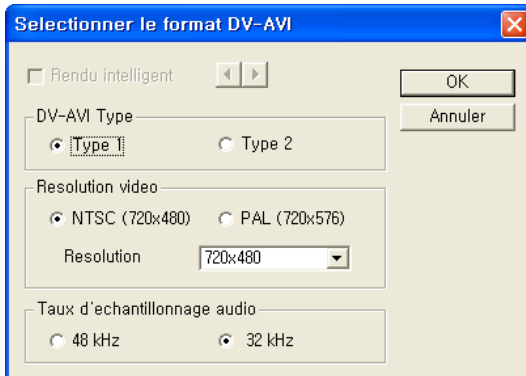 Selectionner le format DV-AVI
Rendu intelligent
OK
Annuler
DV-AVI Type
Type 1
Type 2
Resolution video
NTSC (720x480)
PAL (720x576)
Resolution
720x480
Taux d'echantillonnage audio
48 kHz
32 kHz